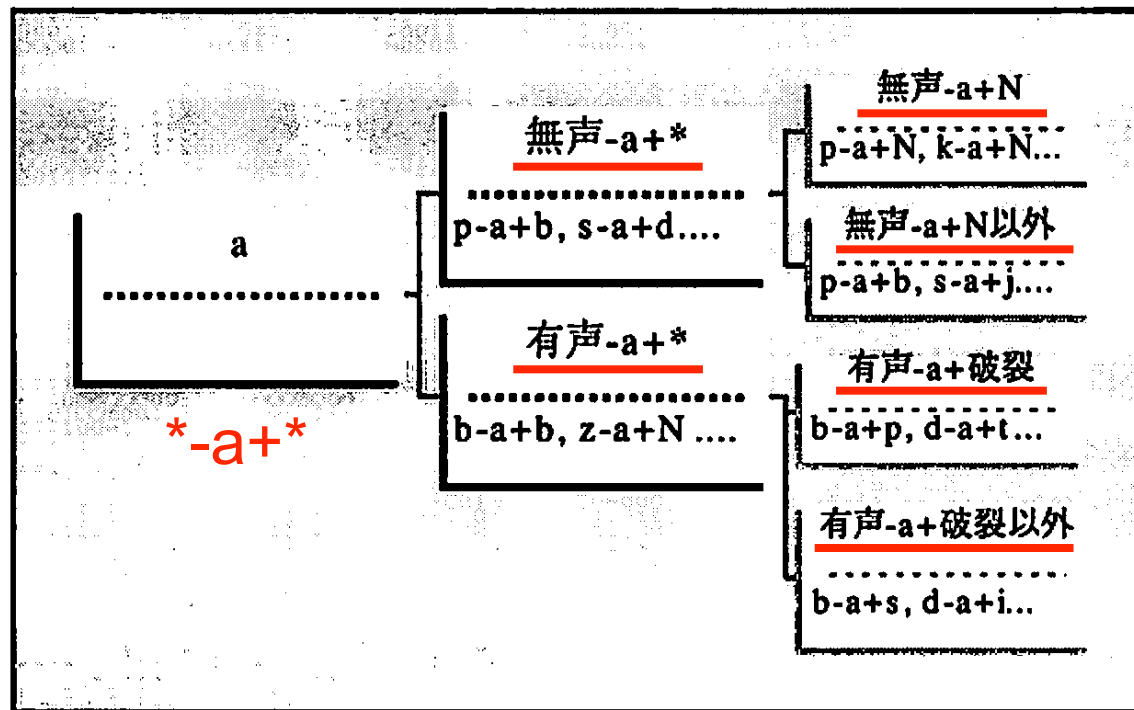 a
*-a+*
無声-a+*
p-a+b, s-a+d....
有声-a+*
b-a+b, z-a+N ....
無声-a+N
p-a+N, k-a+N...
無声-a+N以外
p-a+b, s-a+j....
有声-a+破裂
b-a+p, d-a+t...
有声-a+破裂以外
b-a+s, d-a+i...